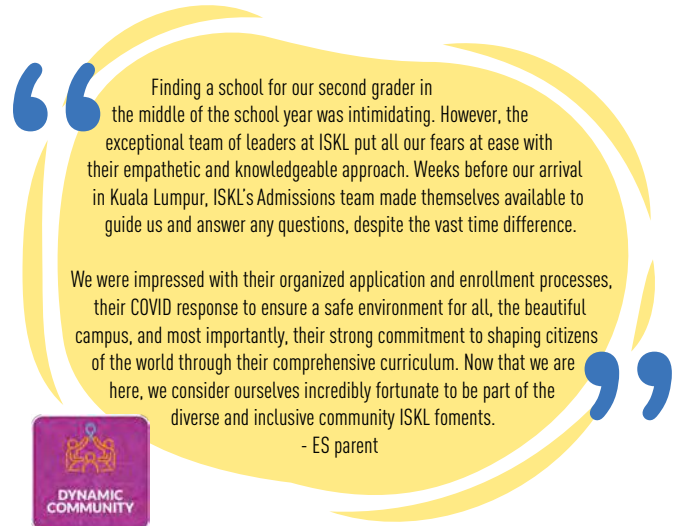 Finding a school for our second grader in
the middle of the school year was intimidating. However, the
exceptional team of leaders at ISKL put all our fears at ease with
their empathetic and knowledgeable approach. Weeks before our arrival
in Kuala Lumpur, ISKL's Admissions team made themselves available to
guide us and answer any questions, despite the vast time difference.
We were impressed with their organized application and enrollment processes,
their COVID response to ensure a safe environment for all, the beautiful
campus, and most importantly, their strong commitment to shaping citizens
of the world through their comprehensive curriculum. Now that we are
here, we consider ourselves incredibly fortunate to be part of the
diverse and inclusive community ISKL foments.
- ES parent
DYNAMIC
COMMUNITY